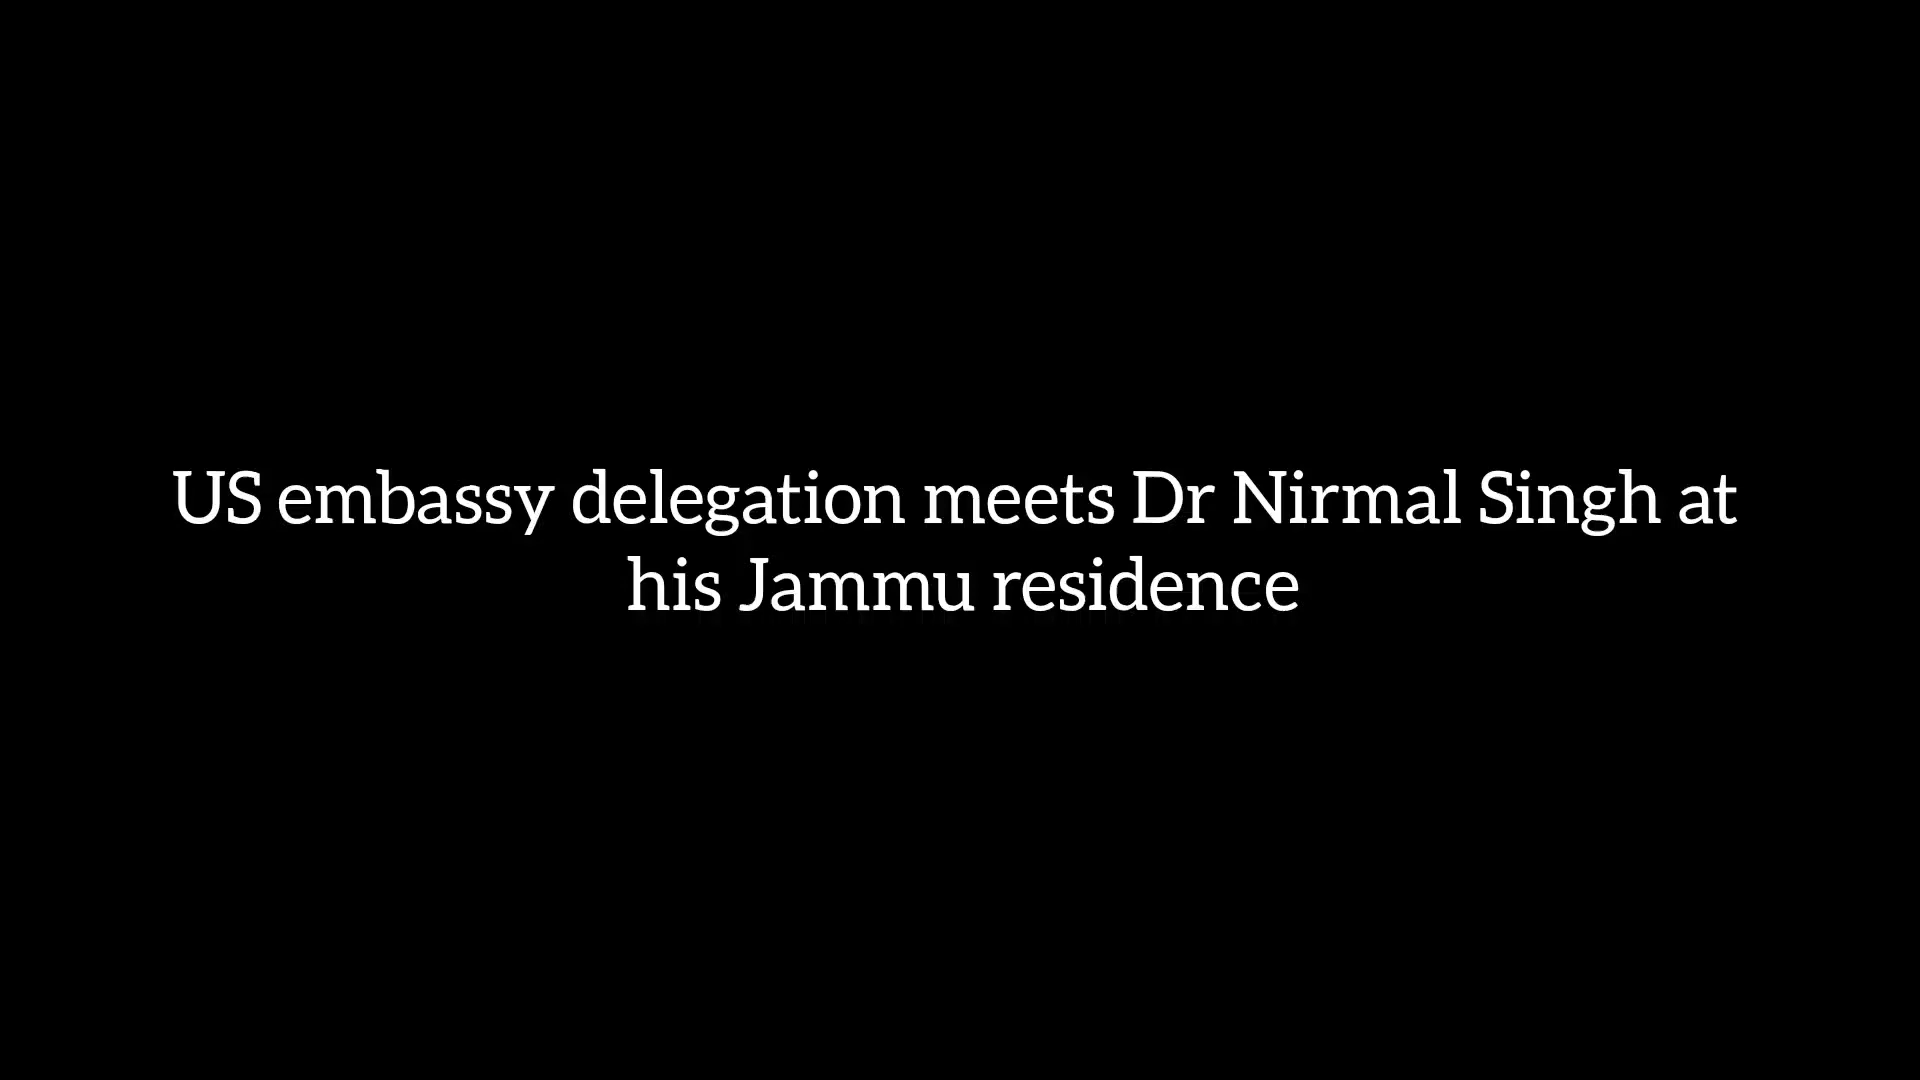 US embassy delegation meets Dr Nirmal Singh at
his Jammu residence